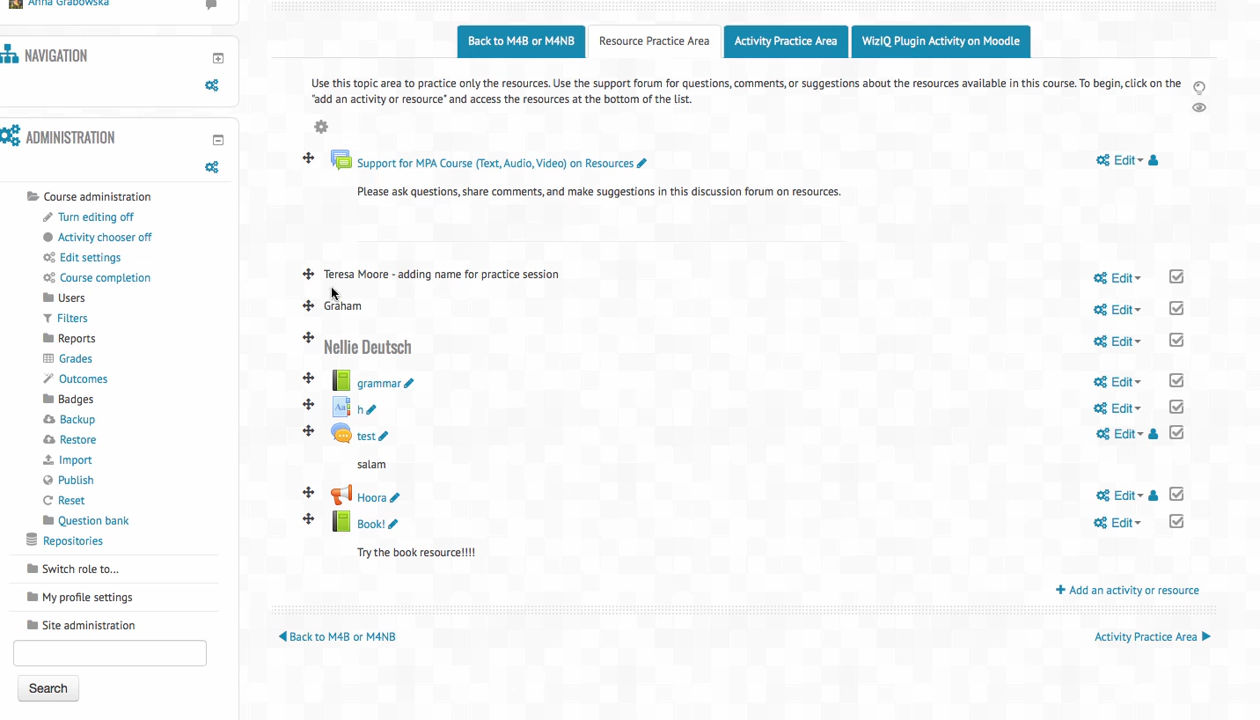 Anna Grabowska
NAVIGATION
ADMINISTRATION
Course administration
Turn editing off
Activity chooser off
Edit settings
Course completion
Users
Filters
Reports
Grades
Outcomes
Badges
Backup
Restore
Import
Publish
Reset
Question bank
Repositories
Switch role to...
My profile settings
Site administration
Search
Back to M4B or M4NB
Resource Practice Area
Activity Practice Area
WizIQ Plugin Activity on Moodle
Use this topic area to practice only the resources. Use the support forum for questions, comments, or suggestions about the resources available in this course. To begin, click on the
"add an activity or resource" and access the resources at the bottom of the list.
Support for MPA Course (Text, Audio, Video) on Resources
Edit
Please ask questions, share comments, and make suggestions in this discussion forum on resources.
Teresa Moore - adding name for practice session
Edit
Graham
Edit
Nellie Deutsch
Edit
grammar
Edit
Aa
h
Edit
test
Edit
salam
Hoora
Edit
Book!
Edit
Try the book resource!!!!
Add an activity or resource
Back to M4B or M4NB
Activity Practice Area